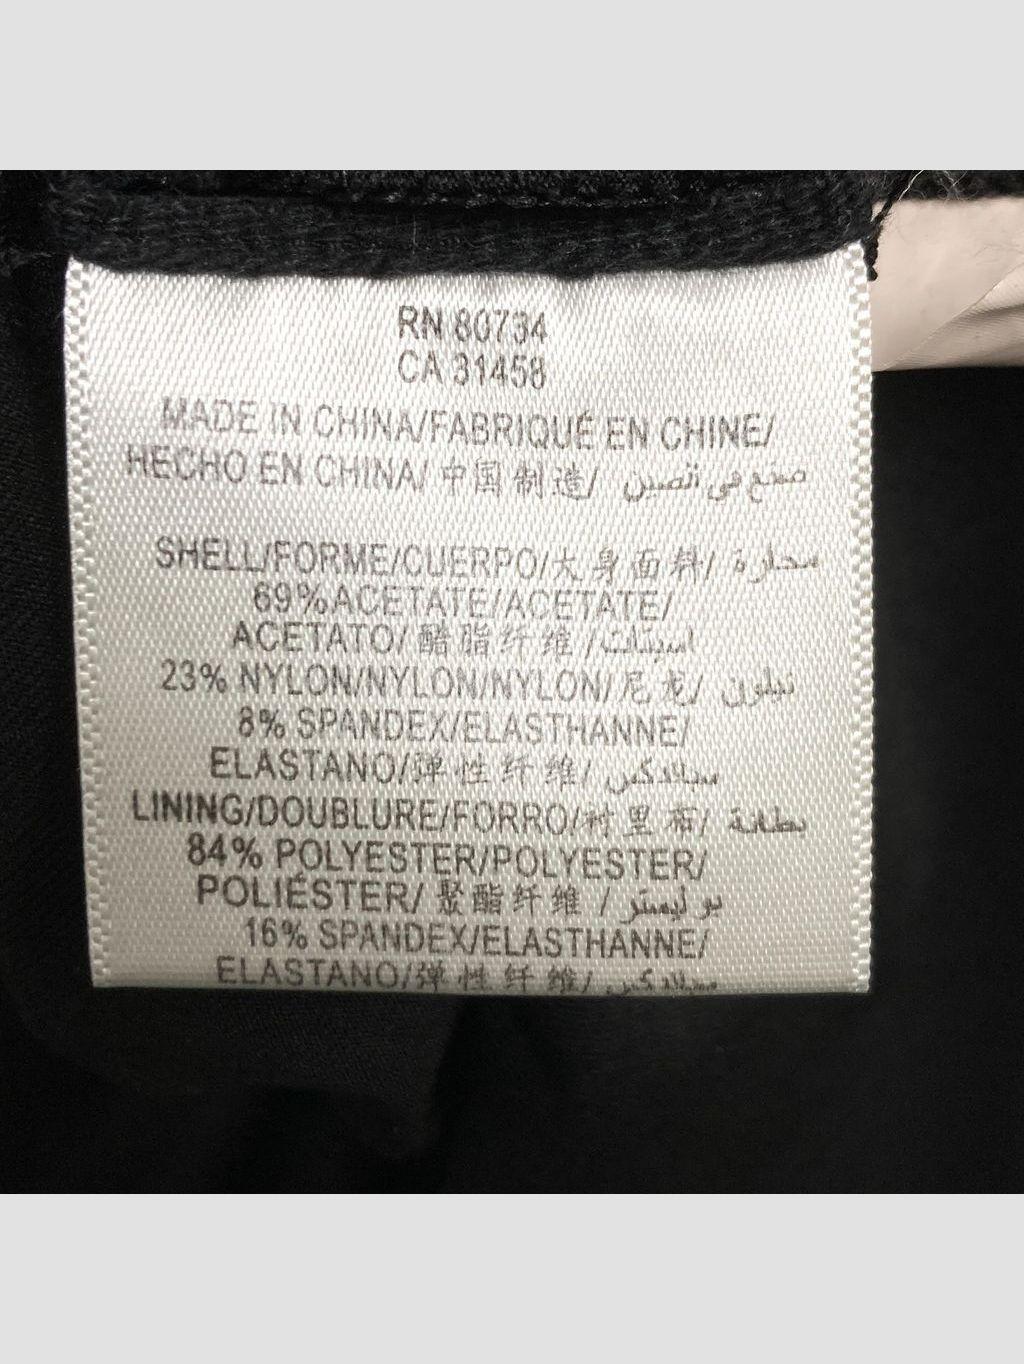 RN 80734
CA 31458
MADE IN CHINA/FABRIQUÉ EN CHINE/
HECHO EN CHINA/ 中国制造/ صنع في الصين
SHELL/FORME/CUERPO/大身面料/ محارة
69%ACETATE/ACETATE/
ACETATO/醋脂纤维/اسيتات
23% NYLON/NYLON/NYLON/尼龙/ نيلون
8% SPANDEX/ELASTHANNE/
ELASTANO/弹性纤维/ سباندكس
LINING/DOUBLURE/FORRO/衬里布/ بطانة
84% POLYESTER/POLYESTER/
POLIÉSTER/ 聚酯纤维 / بوليستر
16% SPANDEX/ELASTHANNE/
ELASTANO/弹性纤维/ سباندكس